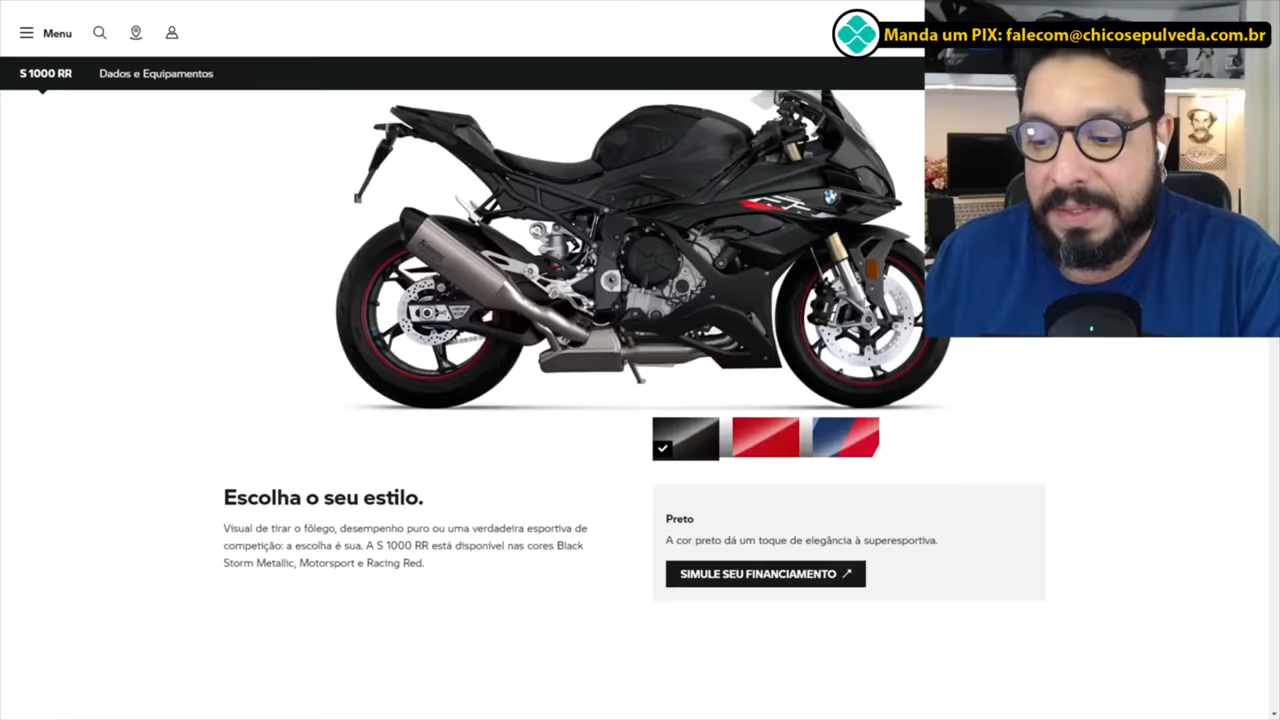 Menu
Manda um PIX: falecom@chicosepulveda.com.br
S 1000 RR
Dados e Equipamentos
Escolha o seu estilo.
Visual de tirar o fôlego, desempenho puro ou uma verdadeira esportiva de
competição: a escolha é sua. A S 1000 RR está disponível nas cores Black
Storm Metallic, Motorsport e Racing Red.
Preto
A cor preto dá um toque de elegância à superesportiva.
SIMULE SEU FINANCIAMENTO